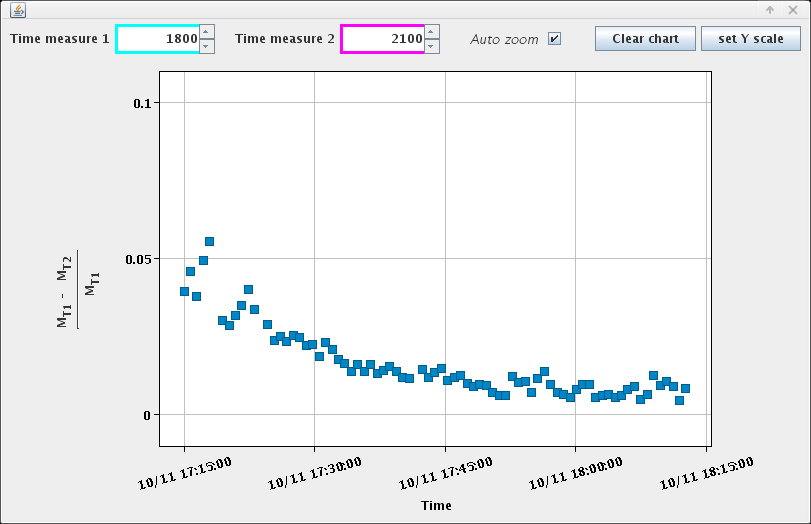 Time measure 1 1800 Time measure 2 2100 Auto zoom Clear chart set Y scale
0.1
0.05
0
M_T1 - M_T2
M_T1
10/11 17:15:00 10/11 17:30:00 10/11 17:45:00 10/11 18:00:00 10/11 18:15:00
Time